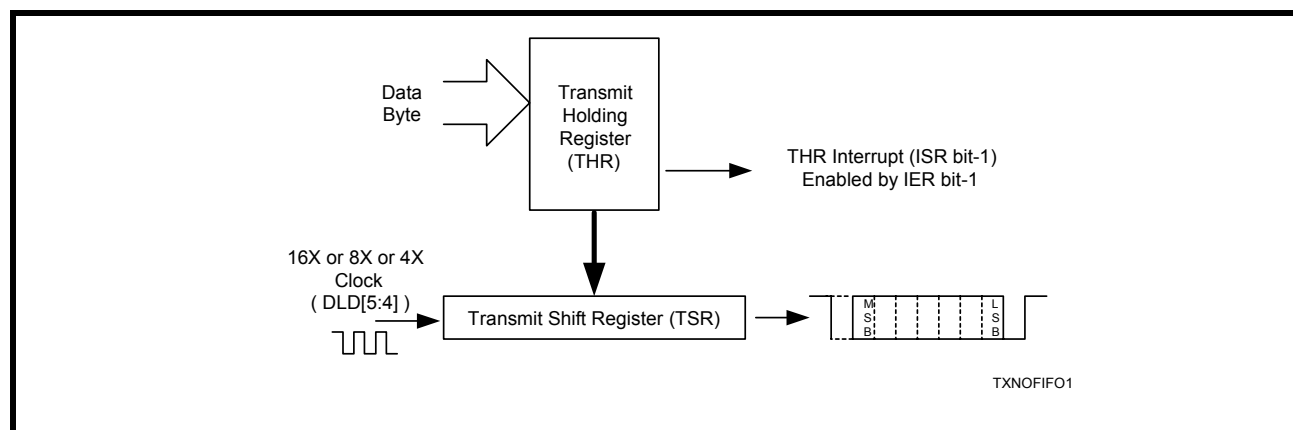 Data
Byte
Transmit
Holding
Register
(THR)
THR Interrupt (ISR bit-1)
Enabled by IER bit-1
16X or 8X or 4X
Clock
( DLD[5:4] )
Transmit Shift Register (TSR)
M
S
B
L
S
B
TXNOFIFO1